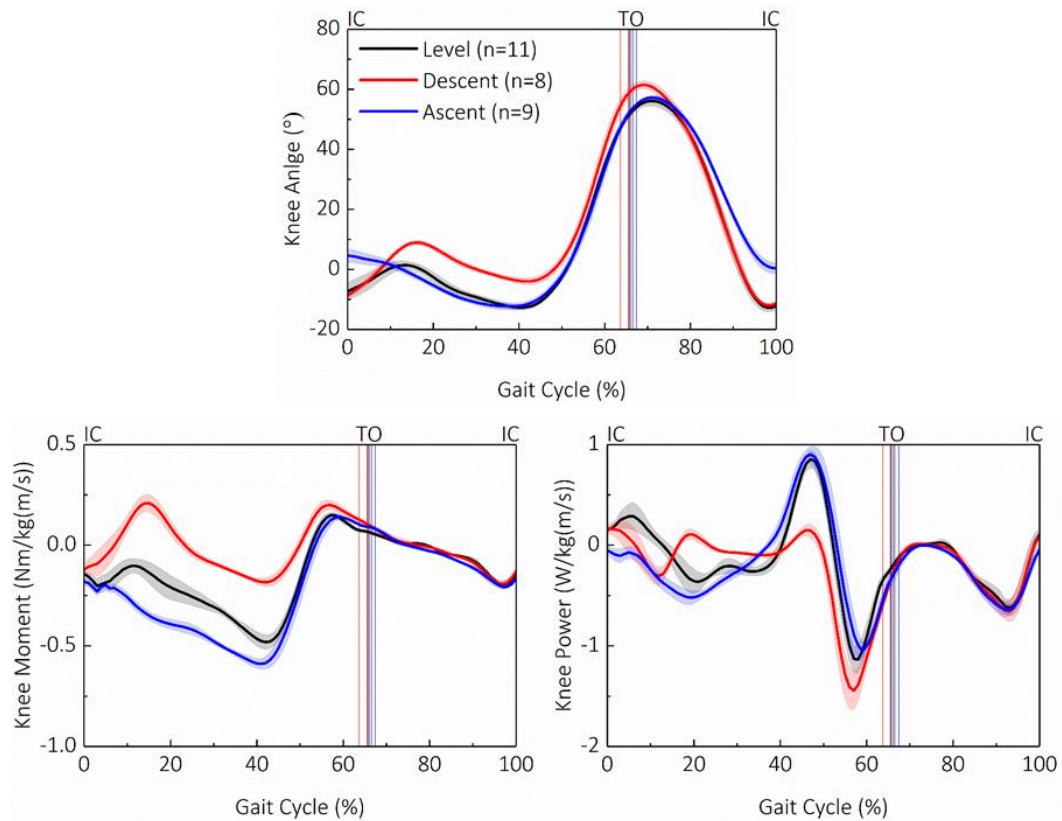 IC TO IC
80
60
40
20
0
-20
Knee Anlge (°)
Level (n=11)
Descent (n=8)
Ascent (n=9)
0 20 40 60 80 100
Gait Cycle (%)
IC TO IC
0.5
0.0
-0.5
-1.0
Knee Moment (Nm/kg(m/s))
0 20 40 60 80 100
Gait Cycle (%)
IC TO IC
1
0
-1
-2
Knee Power (W/kg(m/s))
0 20 40 60 80 100
Gait Cycle (%)